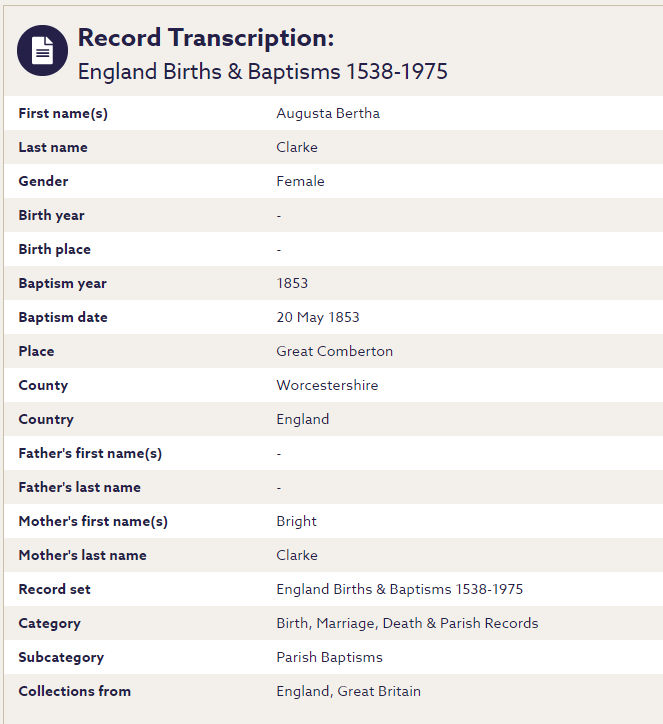 Record Transcription:
England Births & Baptisms 1538-1975
First name(s) Augusta Bertha
Last name Clarke
Gender Female
Birth year -
Birth place -
Baptism year 1853
Baptism date 20 May 1853
Place Great Comberton
County Worcestershire
Country England
Father's first name(s) -
Father's last name -
Mother's first name(s) Bright
Mother's last name Clarke
Record set England Births & Baptisms 1538-1975
Category Birth, Marriage, Death & Parish Records
Subcategory Parish Baptisms
Collections from England, Great Britain